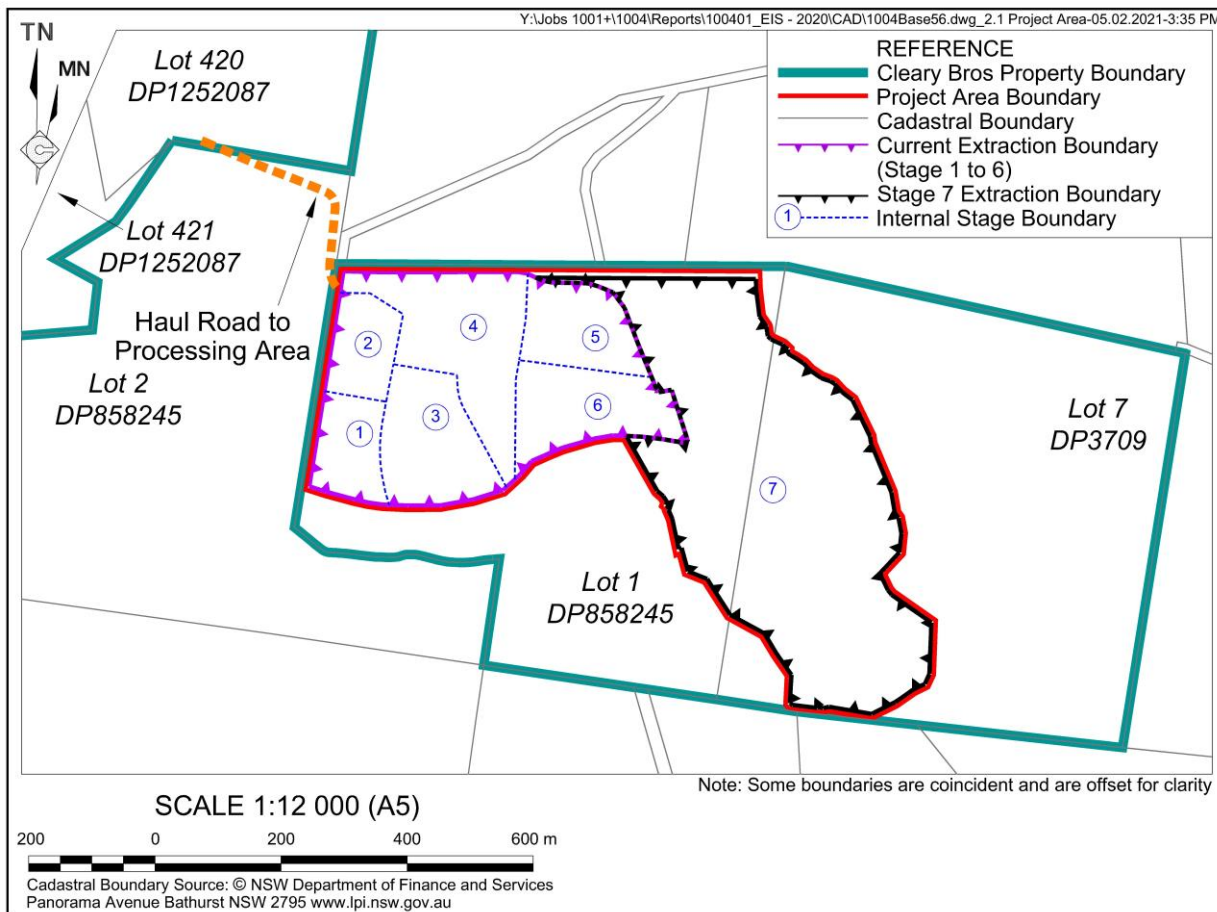 Y:\Jobs 1001+\1004\Reports\100401_EIS - 2020\CAD\1004Base56.dwg_2.1 Project Area-05.02.2021-3:35 PM
TN
MN
Lot 420
DP1252087
REFERENCE
Cleary Bros Property Boundary
Project Area Boundary
Cadastral Boundary
Current Extraction Boundary
(Stage 1 to 6)
Stage 7 Extraction Boundary
1 Internal Stage Boundary
Lot 421
DP1252087
Haul Road to
Processing Area
Lot 2
DP858245
2
4
5
1
3
6
7
Lot 7
DP3709
Lot 1
DP858245
Note: Some boundaries are coincident and are offset for clarity
SCALE 1:12 000 (A5)
200 0 200 400 600 m
Cadastral Boundary Source: © NSW Department of Finance and Services
Panorama Avenue Bathurst NSW 2795 www.lpi.nsw.gov.au